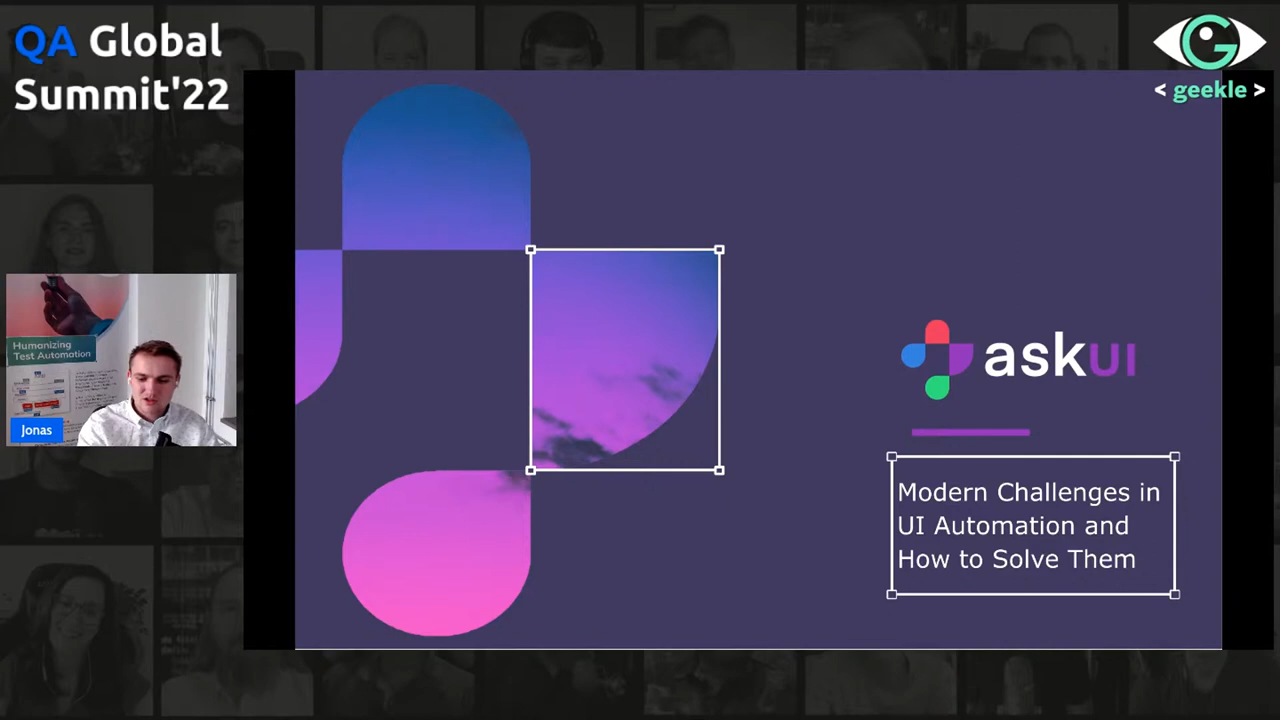 QA Global
Summit'22
< geekle >
Humanizing
Test Automation
Jonas
askUI
Modern Challenges in
UI Automation and
How to Solve Them